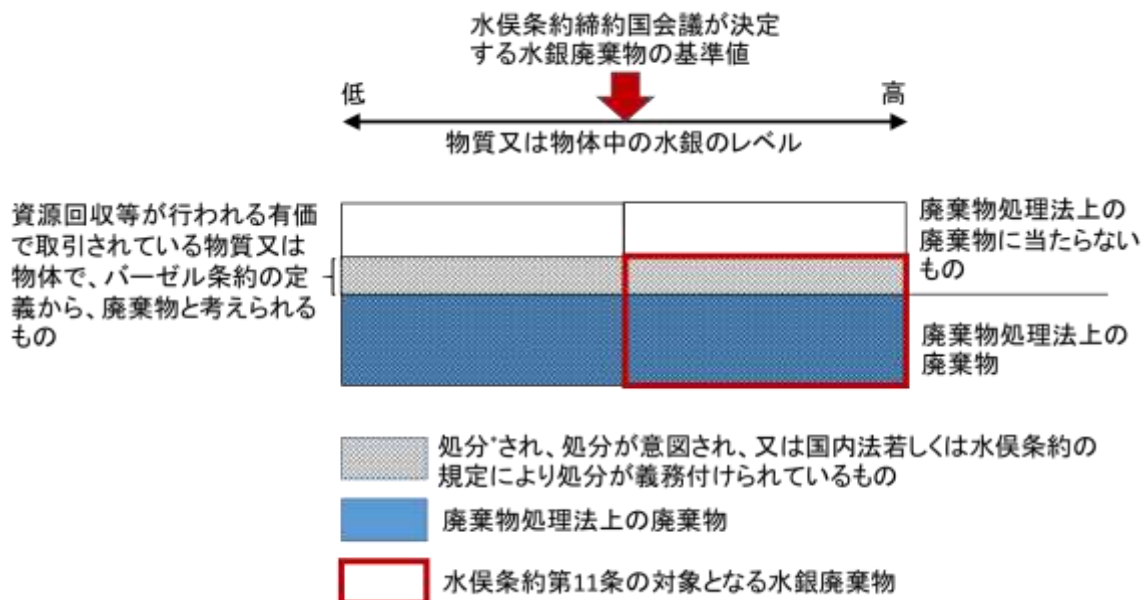 水俣条約締約国会議が決定
する水銀廃棄物の基準値
低
高
物質又は物体中の水銀のレベル
資源回収等が行われる有価
で取引されている物質又は
物体で、バーゼル条約の定
義から、廃棄物と考えられる
もの
廃棄物処理法上の
廃棄物に当たらない
もの
廃棄物処理法上の
廃棄物
処分*され、処分が意図され、又は国内法若しくは水俣条約の
規定により処分が義務付けられているもの
廃棄物処理法上の廃棄物
水俣条約第11条の対象となる水銀廃棄物